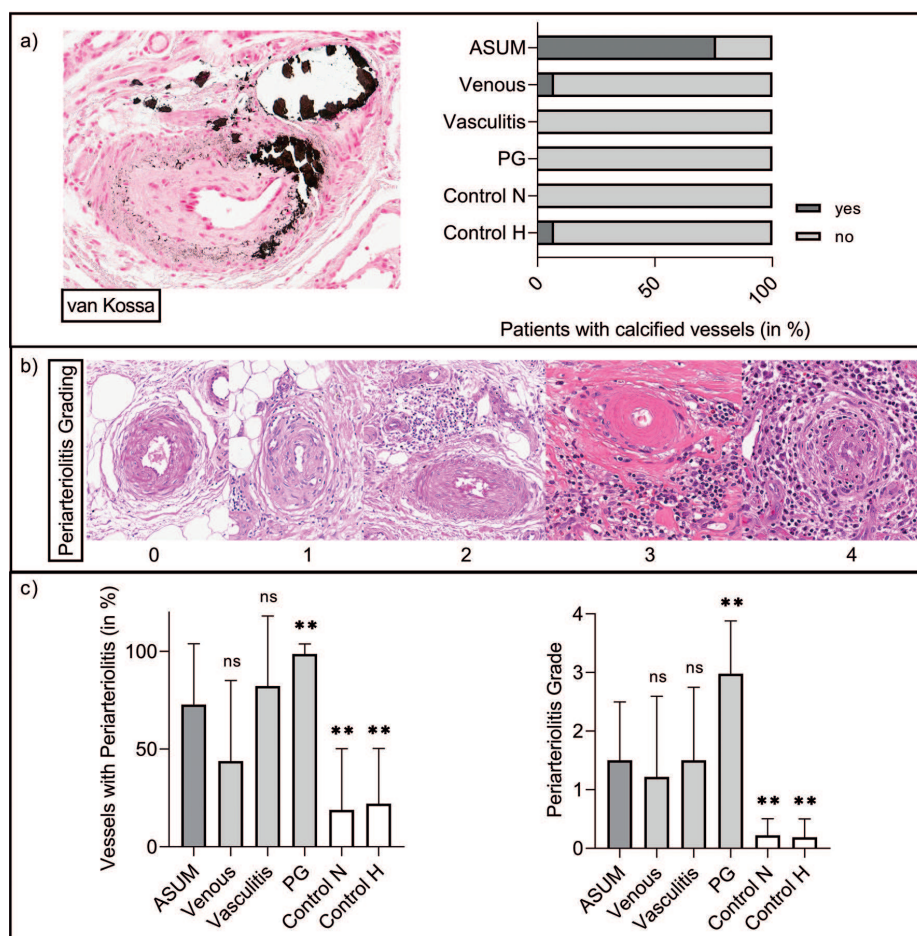 a)
van Kossa
ASUM
Venous
Vasculitis
PG
Control N
Control H
0
50
100
Patients with calcified vessels (in %)
yes
no
b)
Periarteriolitis Grading
0
1
2
3
4
c)
Vessels with Periarteriolitis (in %)
100
50
0
ns
ns
**
**
**
ASUM
Venous
Vasculitis
PG
Control N
Control H
Periarteriolitis Grade
4
3
2
1
0
ns
ns
**
**
**
ASUM
Venous
Vasculitis
PG
Control N
Control H